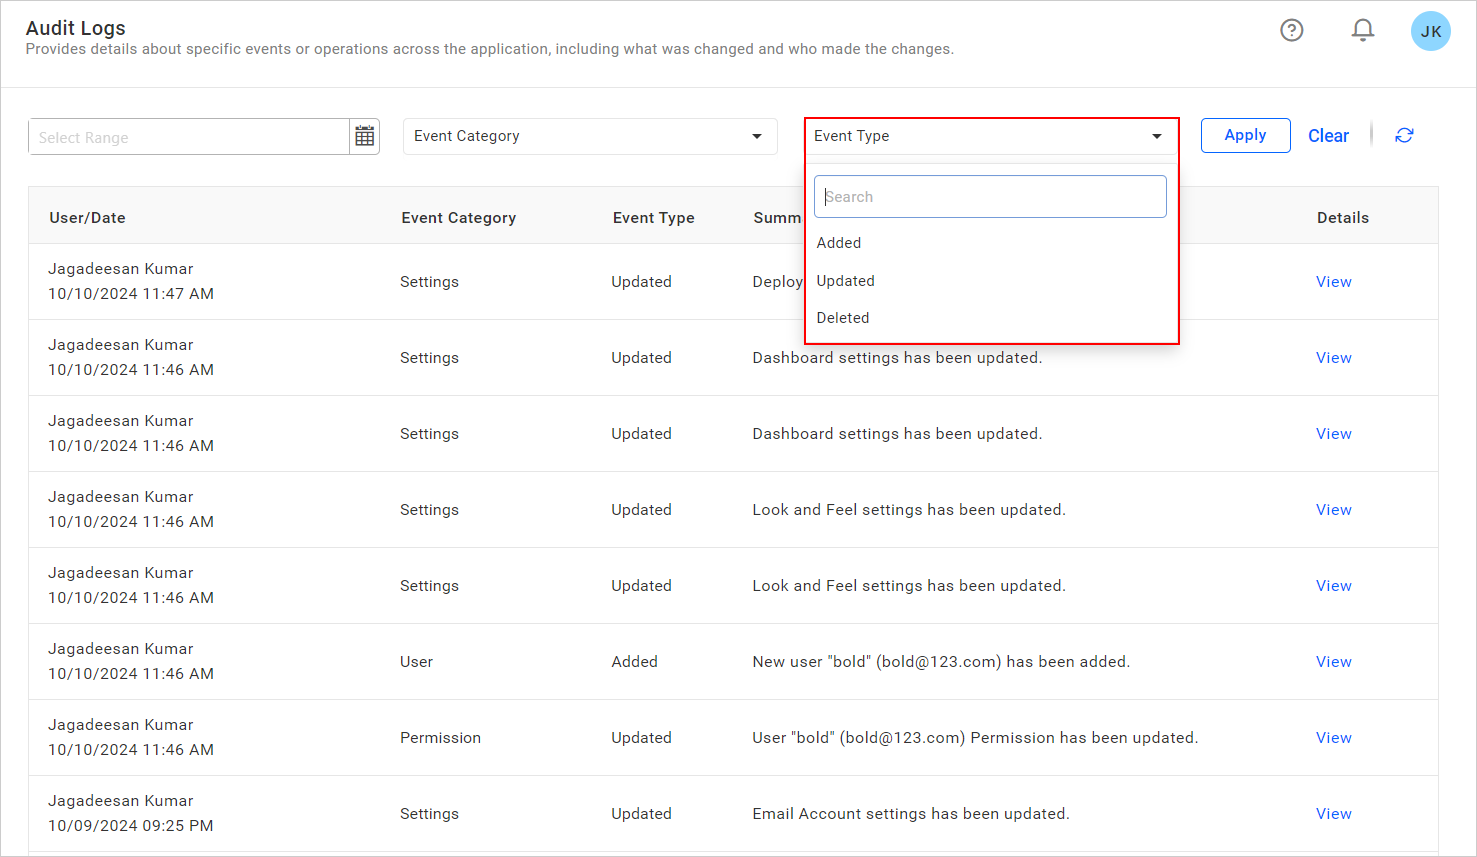 Audit Logs
Provides details about specific events or operations across the application, including what was changed and who made the changes.
JK
Select Range
Event Category
Event Type
Apply
Clear
Search
Added
Updated
Deleted
User/Date Event Category Event Type Summ Details
Jagadeesan Kumar
10/10/2024 11:47 AM
Settings Updated Deploy View
Jagadeesan Kumar
10/10/2024 11:46 AM
Settings Updated Dashboard settings has been updated. View
Jagadeesan Kumar
10/10/2024 11:46 AM
Settings Updated Dashboard settings has been updated. View
Jagadeesan Kumar
10/10/2024 11:46 AM
Settings Updated Look and Feel settings has been updated. View
Jagadeesan Kumar
10/10/2024 11:46 AM
Settings Updated Look and Feel settings has been updated. View
Jagadeesan Kumar
10/10/2024 11:46 AM
User Added New user "bold" (bold@123.com) has been added. View
Jagadeesan Kumar
10/10/2024 11:46 AM
Permission Updated User "bold" (bold@123.com) Permission has been updated. View
Jagadeesan Kumar
10/09/2024 09:25 PM
Settings Updated Email Account settings has been updated. View